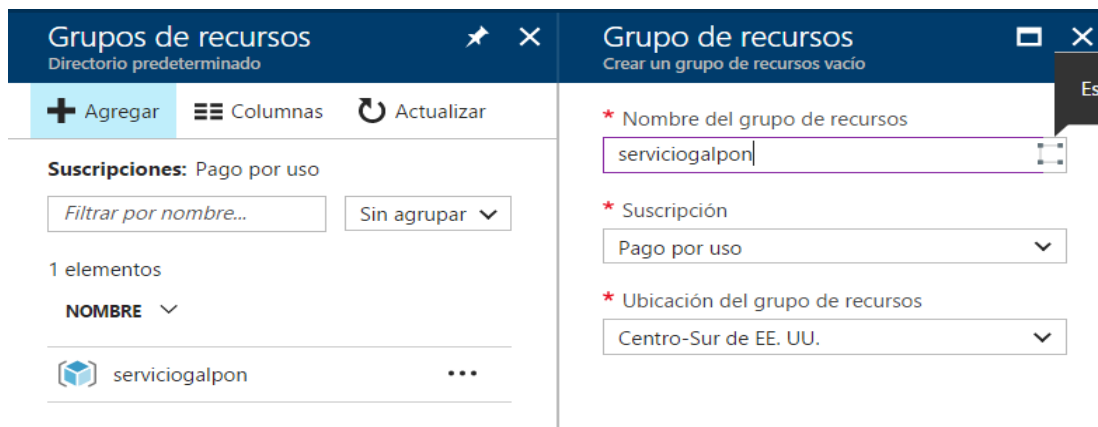 Grupos de recursos
Directorio predeterminado
Agregar Columnas Actualizar
Suscripciones: Pago por uso
Filtrar por nombre... Sin agrupar
1 elementos
NOMBRE
serviciogalpon
Grupo de recursos
Crear un grupo de recursos vacío
* Nombre del grupo de recursos
serviciogalpon
* Suscripción
Pago por uso
* Ubicación del grupo de recursos
Centro-Sur de EE. UU.
Es